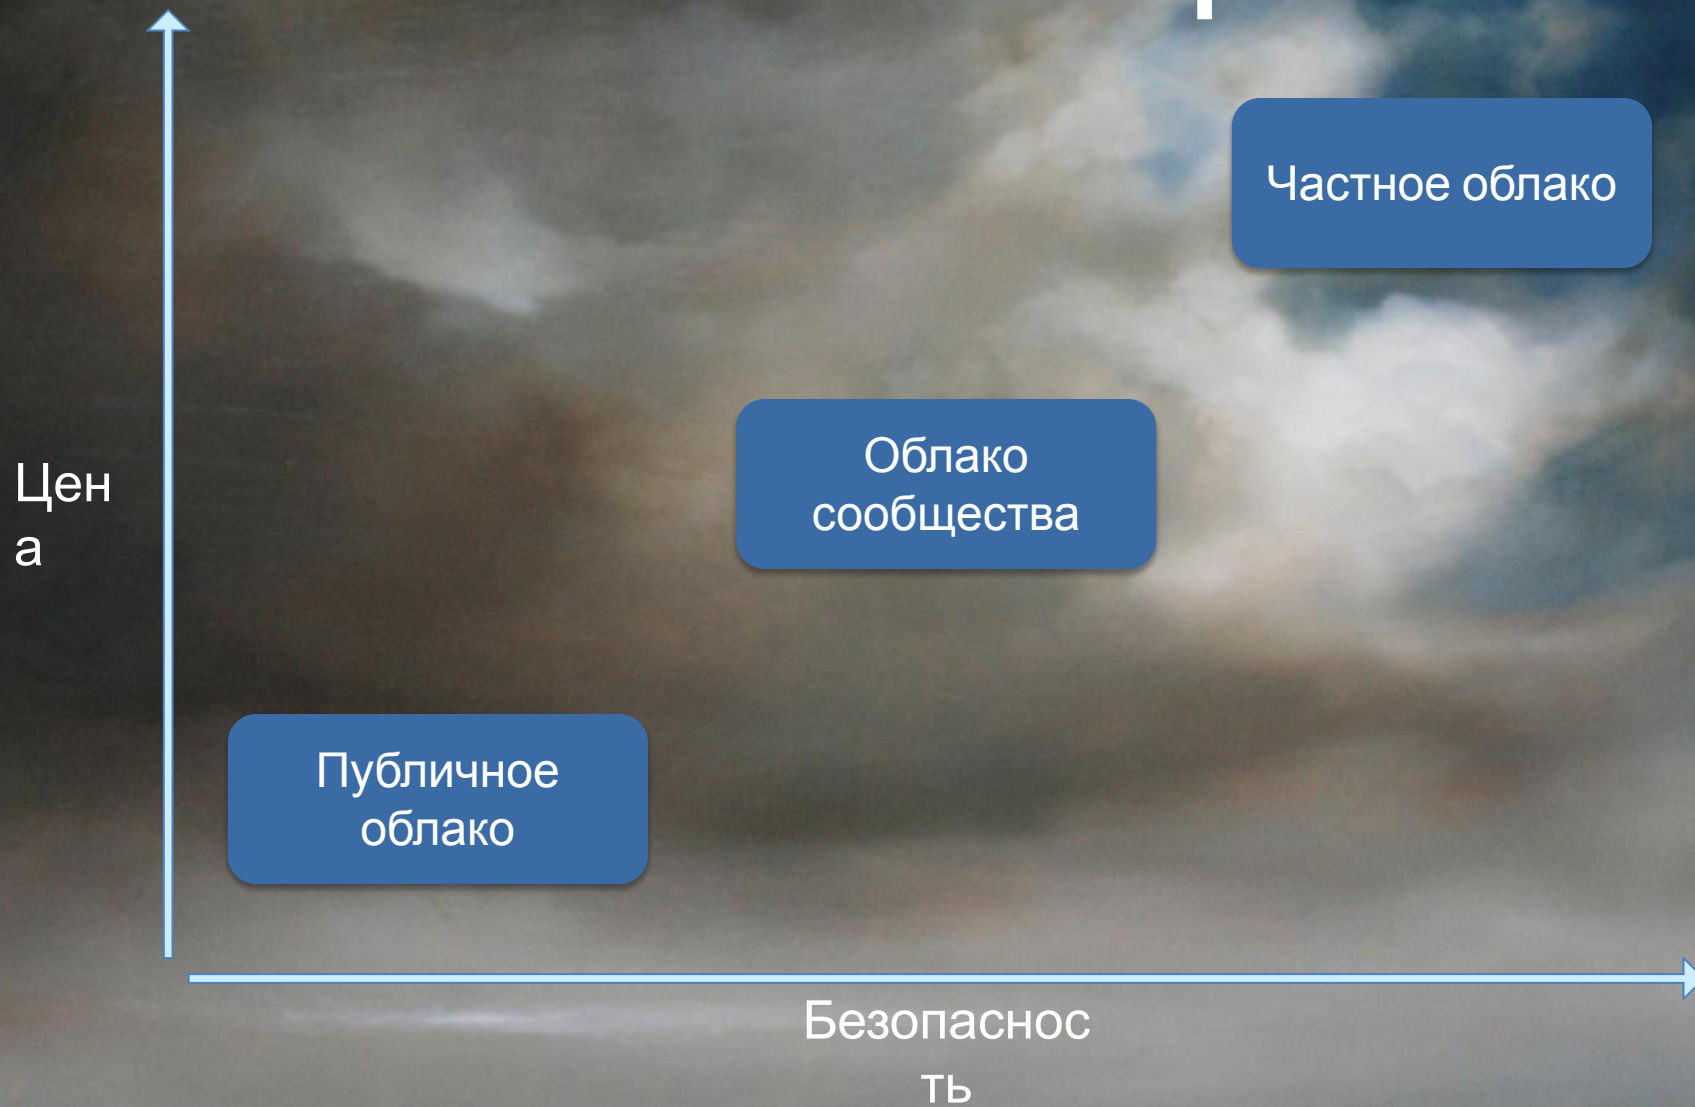 Частное облако
Облако
сообщества
Цен
а
Публичное
облако
Безопаснос
ть